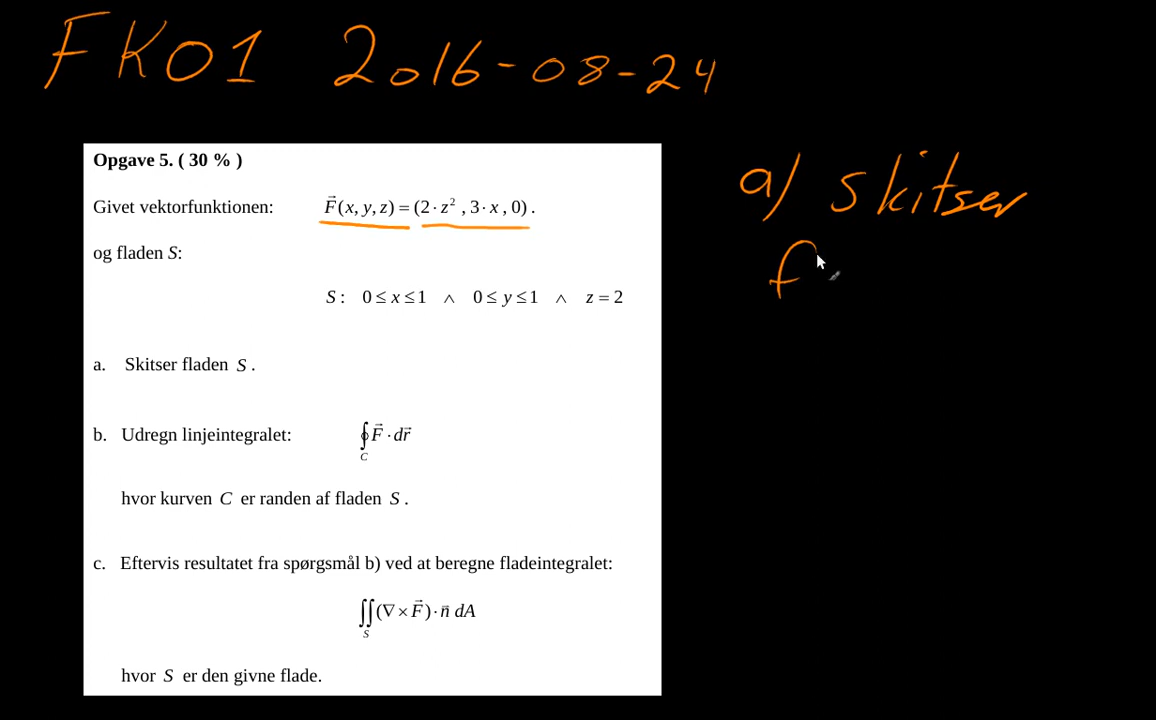 FKO1 2016-08-24
Opgave 5. ( 30 % )
Givet vektorfunktionen: F⃗(x, y, z) = (2·z² , 3·x , 0) .
og fladen S:
S : 0 ≤ x ≤ 1 ∧ 0 ≤ y ≤ 1 ∧ z = 2
a. Skitser fladen S .
b. Udregn linjeintegralet: ∮_C F⃗ · dr⃗
hvor kurven C er randen af fladen S .
c. Eftervis resultatet fra spørgsmål b) ved at beregne fladeintegralet:
∬_S (∇ × F⃗) · n⃗ dA
hvor S er den givne flade.
a) skitser
f